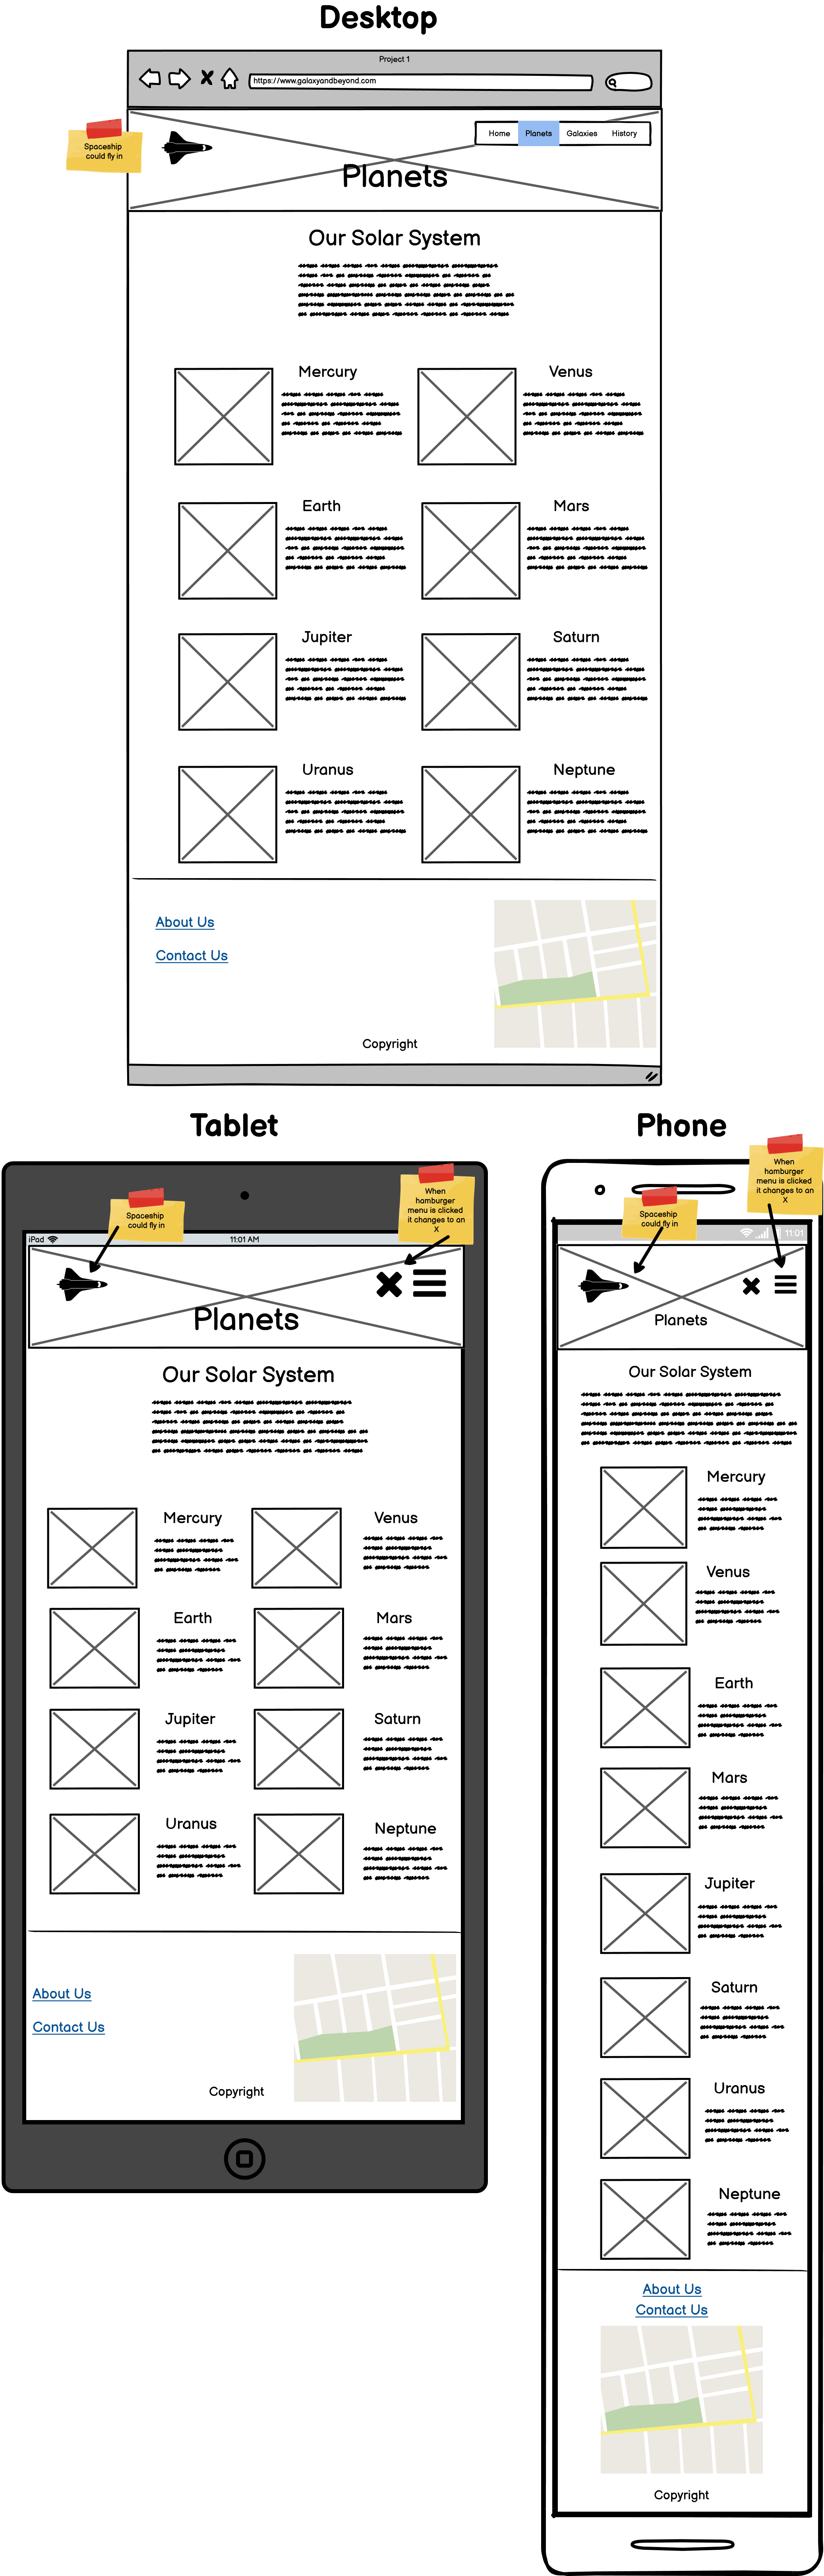 Desktop
Project 1
https://www.galaxyandbeyond.com
Home Planets Galaxies History
Spaceship
could fly in
Planets
Our Solar System
Mercury Venus
Earth Mars
Jupiter Saturn
Uranus Neptune
About Us
Contact Us
Copyright
Tablet
When
hamburger
menu is clicked
it changes to an
X
Spaceship
could fly in
iPad 11:01 AM
Planets
Our Solar System
Mercury Venus
Earth Mars
Jupiter Saturn
Uranus Neptune
About Us
Contact Us
Copyright
Phone
When
hamburger
menu is clicked
it changes to an
X
Spaceship
could fly in
11:01
Planets
Our Solar System
Mercury
Venus
Earth
Mars
Jupiter
Saturn
Uranus
Neptune
About Us
Contact Us
Copyright